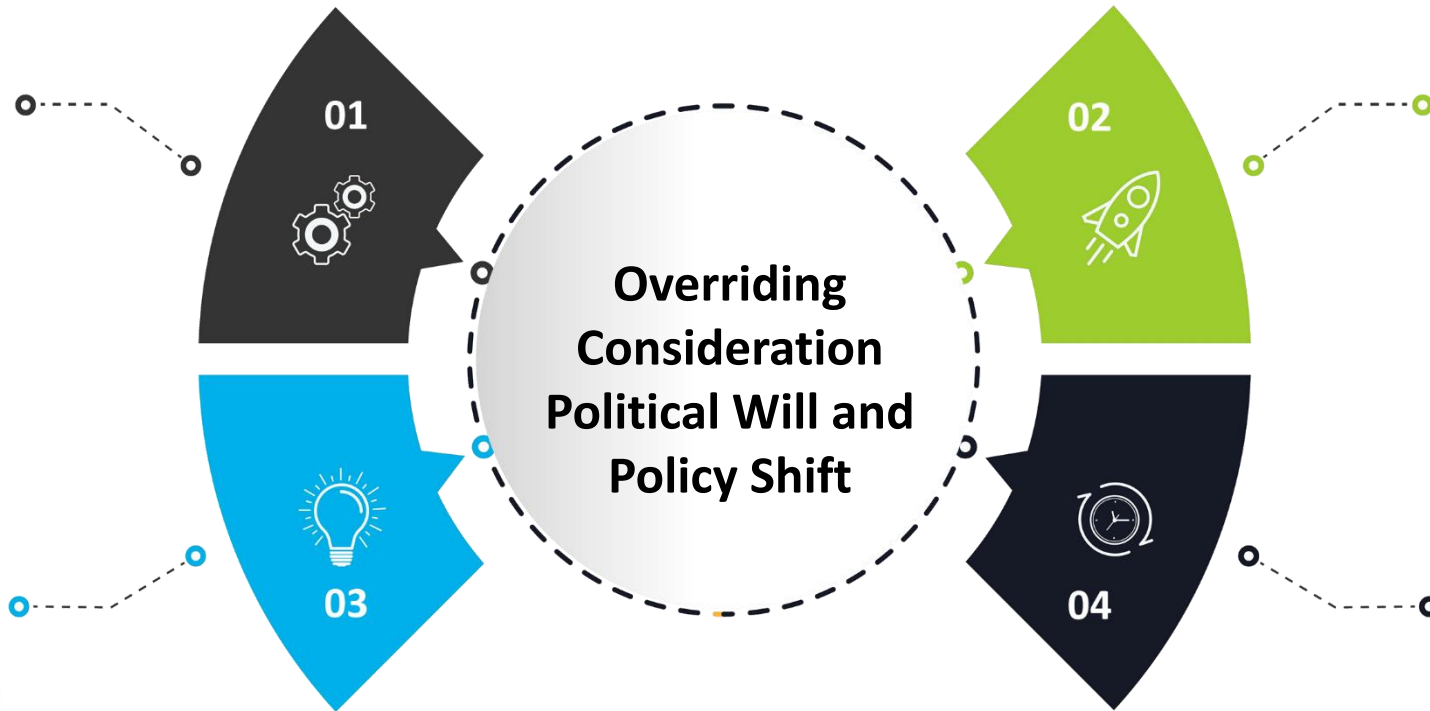 01
02
Overriding
Consideration
Political Will and
Policy Shift
03
04